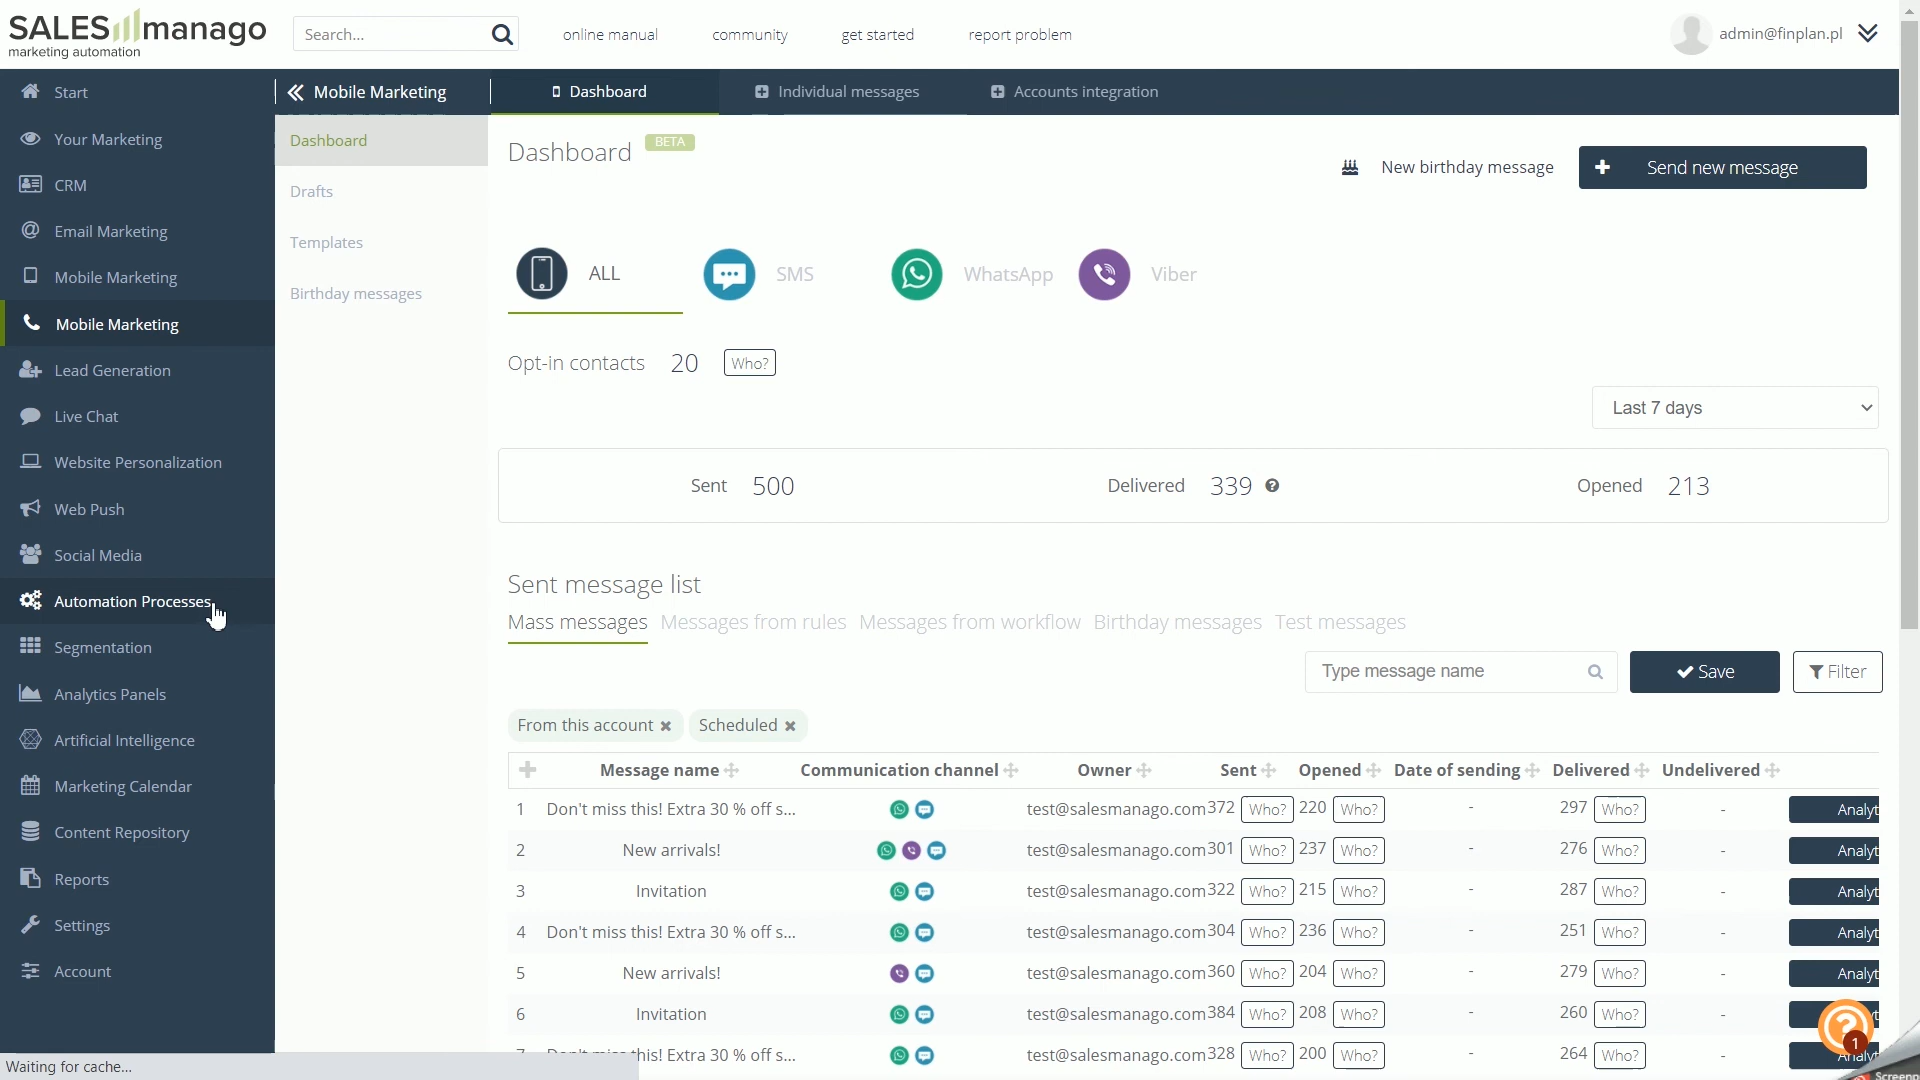 SALESmanago
marketing automation
Search...
online manual
community
get started
report problem
admin@finplan.pl
Start
Your Marketing
CRM
Email Marketing
Mobile Marketing
Mobile Marketing
Lead Generation
Live Chat
Website Personalization
Web Push
Social Media
Automation Processes
Segmentation
Analytics Panels
Artificial Intelligence
Marketing Calendar
Content Repository
Reports
Settings
Account
Mobile Marketing
Dashboard
Individual messages
Accounts integration
Dashboard
Drafts
Templates
Birthday messages
Dashboard BETA
New birthday message
Send new message
ALL
SMS
WhatsApp
Viber
Opt-in contacts 20 Who?
Last 7 days
Sent 500 Delivered 339 Opened 213
Sent message list
Mass messages Messages from rules Messages from workflow Birthday messages Test messages
Type message name Save Filter
From this account Scheduled
Message name Communication channel Owner Sent Opened Date of sending Delivered Undelivered
1 Don't miss this! Extra 30 % off s... test@salesmanago.com 372 Who? 220 Who? - 297 Who? - Analyt
2 New arrivals! test@salesmanago.com 301 Who? 237 Who? - 276 Who? - Analyt
3 Invitation test@salesmanago.com 322 Who? 215 Who? - 287 Who? - Analyt
4 Don't miss this! Extra 30 % off s... test@salesmanago.com 304 Who? 236 Who? - 251 Who? - Analyt
5 New arrivals! test@salesmanago.com 360 Who? 204 Who? - 279 Who? - Analyt
6 Invitation test@salesmanago.com 384 Who? 208 Who? - 260 Who? -
7 Don't miss this! Extra 30 % off s... test@salesmanago.com 328 Who? 200 Who? - 264 Who? - Analyt
1
Waiting for cache...